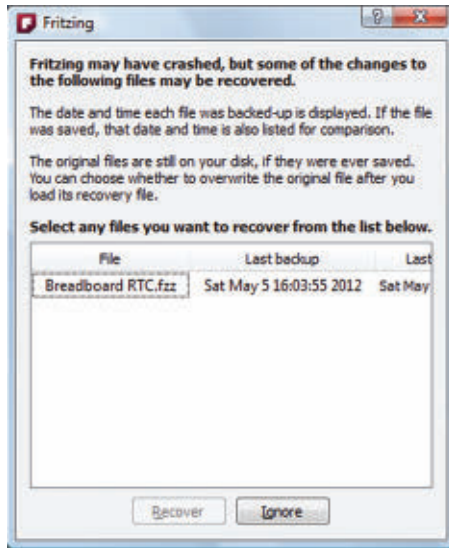 Fritzing
?
Fritzing may have crashed, but some of the changes to
the following files may be recovered.
The date and time each file was backed-up is displayed. If the file
was saved, that date and time is also listed for comparison.
The original files are still on your disk, if they were ever saved.
You can choose whether to overwrite the original file after you
load its recovery file.
Select any files you want to recover from the list below.
File Last backup Last
Breadboard RTC.fzz Sat May 5 16:03:55 2012 Sat May
Recover Ignore